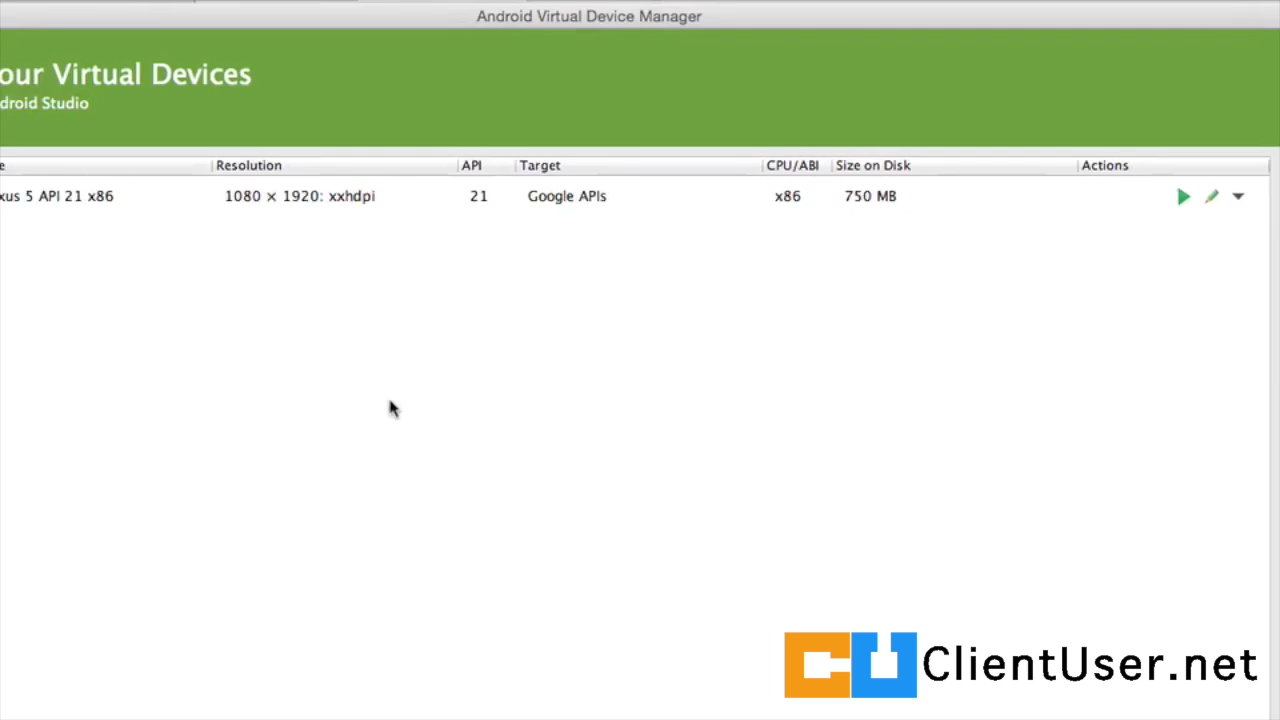 Android Virtual Device Manager
our Virtual Devices
droid Studio
e Resolution API Target CPU/ABI Size on Disk Actions
xus 5 API 21 x86 1080 × 1920: xxhdpi 21 Google APIs x86 750 MB
ClientUser.net